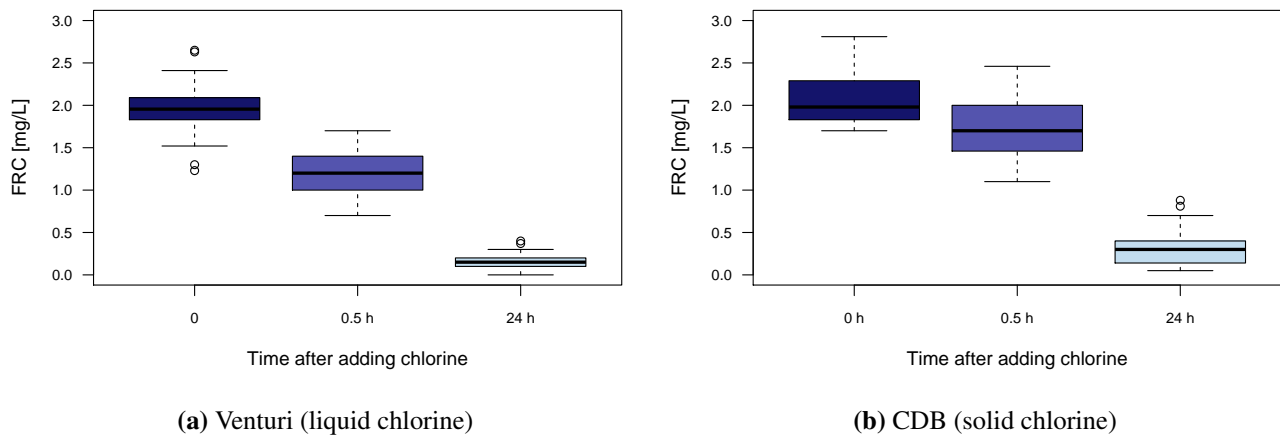 3.0
2.5
2.0
1.5
1.0
0.5
0.0
FRC [mg/L]
0
0.5 h
24 h
Time after adding chlorine
(a) Venturi (liquid chlorine)
3.0
2.5
2.0
1.5
1.0
0.5
0.0
FRC [mg/L]
0 h
0.5 h
24 h
Time after adding chlorine
(b) CDB (solid chlorine)